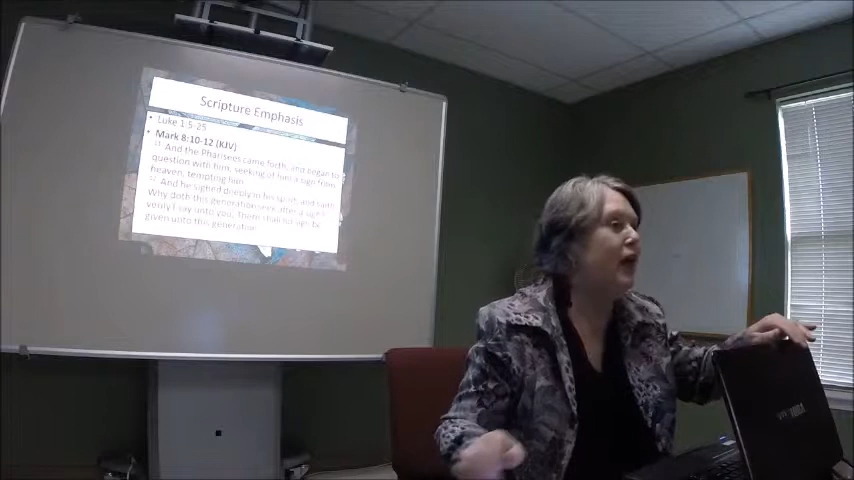 Scripture Emphasis
• Luke 1:5-25
• Mark 8:10-12 (KJV)
11 And the Pharisees came forth, and began to
question with him, seeking of him a sign from
heaven, tempting him.
12 And he sighed deeply in his spirit, and saith,
Why doth this generation seek after a sign?
verily I say unto you, There shall no sign be
given unto this generation.